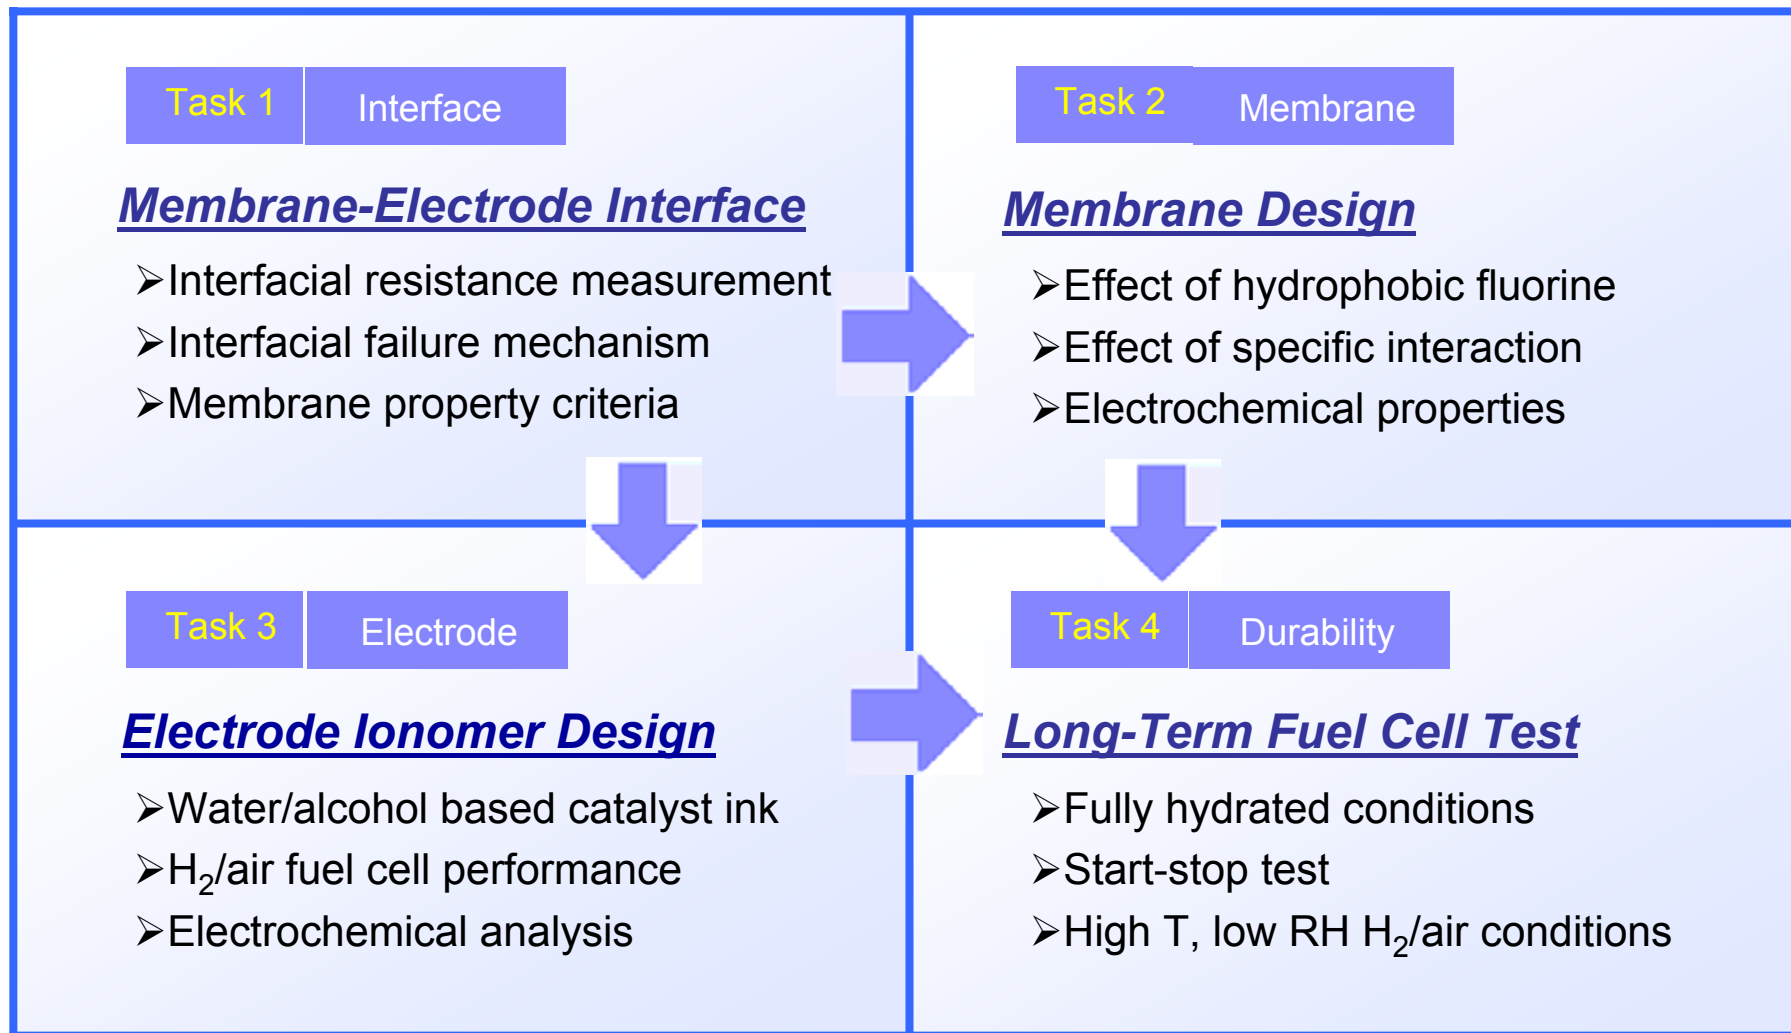 Task 1 Interface
Membrane-Electrode Interface
➢Interfacial resistance measurement
➢Interfacial failure mechanism
➢Membrane property criteria
Task 2 Membrane
Membrane Design
➢Effect of hydrophobic fluorine
➢Effect of specific interaction
➢Electrochemical properties
Task 3 Electrode
Electrode Ionomer Design
➢Water/alcohol based catalyst ink
➢H₂/air fuel cell performance
➢Electrochemical analysis
Task 4 Durability
Long-Term Fuel Cell Test
➢Fully hydrated conditions
➢Start-stop test
➢High T, low RH H₂/air conditions